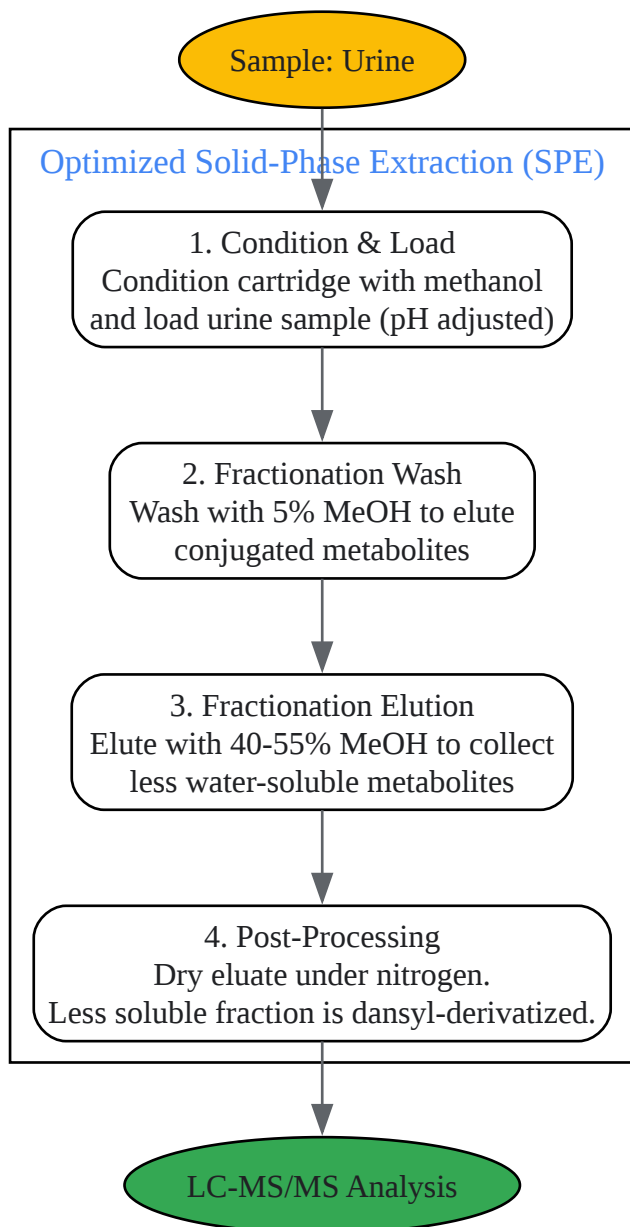 Sample: Urine
Optimized Solid-Phase Extraction (SPE)
1. Condition & Load
Condition cartridge with methanol
and load urine sample (pH adjusted)
2. Fractionation Wash
Wash with 5% MeOH to elute
conjugated metabolites
3. Fractionation Elution
Elute with 40-55% MeOH to collect
less water-soluble metabolites
4. Post-Processing
Dry eluate under nitrogen.
Less soluble fraction is dansyl-derivatized.
LC-MS/MS Analysis